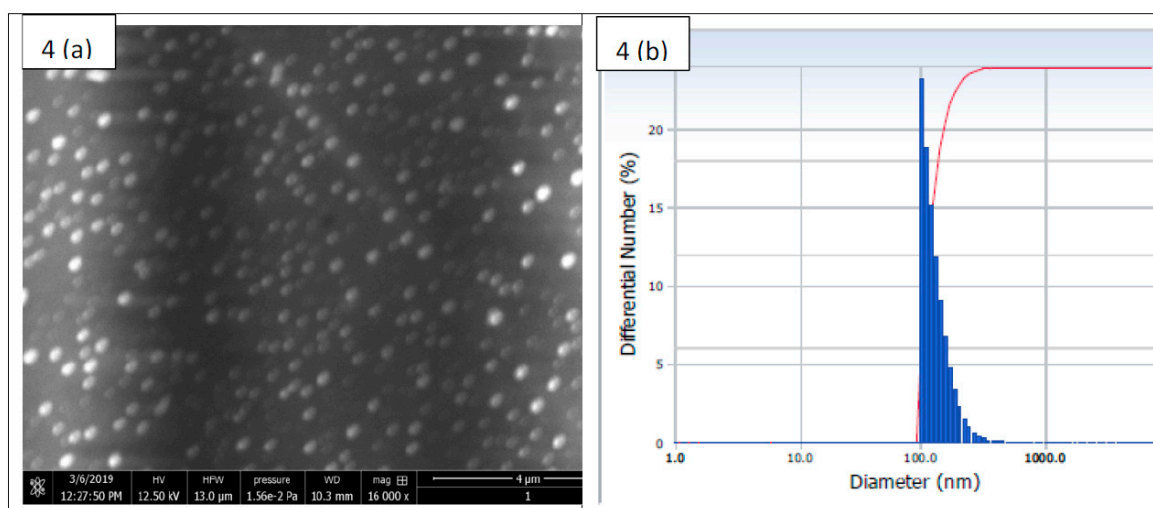 4 (a)
3/6/2019 HV HFW pressure WD mag 4 µm
12:27:50 PM 12.50 kV 13.0 µm 1.56e-2 Pa 10.3 mm 16 000 x 1
4 (b)
Differential Number (%)
20
15
10
5
0
1.0 10.0 100.0 1000.0
Diameter (nm)